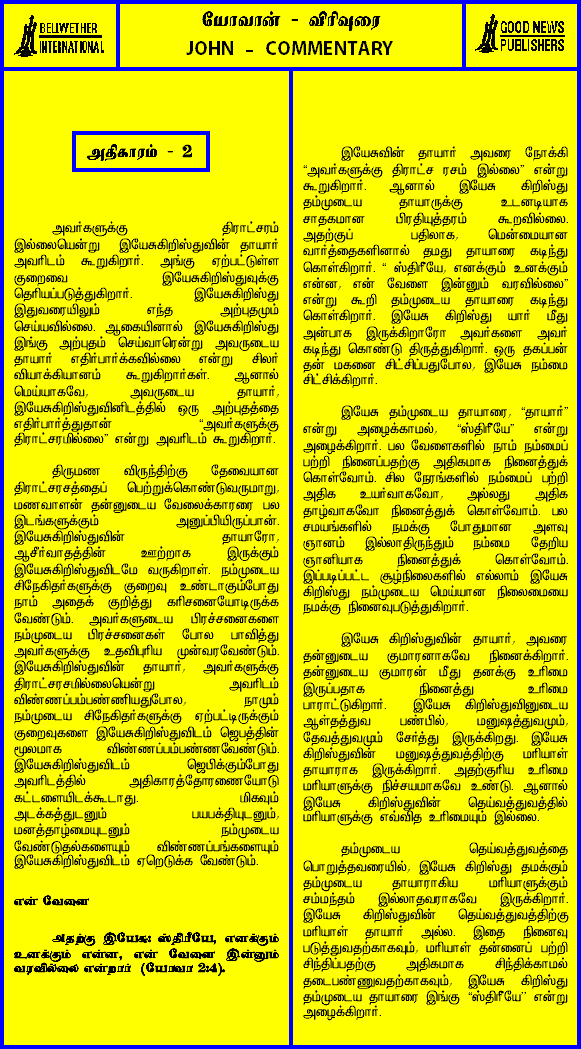 BELWETHER
INTERNATIONAL
யோவான் - விரிவுரை
JOHN - COMMENTARY
GOOD NEWS
PUBLISHERS
அதிகாரம் - 2
அவர்களுக்கு திராட்சரம்
இல்லையென்று இயேசுகிறிஸ்துவின் தாயார்
அவரிடம் கூறுகிறார். அங்கு ஏற்பட்டுள்ள
குறைவை இயேசுகிறிஸ்துவுக்கு
தெரியப்படுத்துகிறார். இயேசுகிறிஸ்து
இதுவரையிலும் எந்த அற்புதமும்
செய்யவில்லை. ஆகையினால் இயேசுகிறிஸ்து
இங்கு அற்புதம் செய்வாரென்று அவருடைய
தாயார் எதிர்பார்க்கவில்லை என்று சிலர்
வியாக்கியானம் கூறுகிறார்கள். ஆனால்
மெய்யாகவே, அவருடைய தாயார்,
இயேசுகிறிஸ்துவினிடத்தில் ஒரு அற்புதத்தை
எதிர்பார்த்துதான் “அவர்களுக்கு
திராட்சரமில்லை” என்று அவரிடம் கூறுகிறார்.
திருமண விருந்திற்கு தேவையான
திராட்சரசத்தைப் பெற்றுக்கொண்டுவருமாறு,
மணவாளன் தன்னுடைய வேலைக்காரரை பல
இடங்களுக்கும் அனுப்பியிருப்பான்.
இயேசுகிறிஸ்துவின் தாயாரோ,
ஆசீர்வாதத்தின் ஊற்றாக இருக்கும்
இயேசுகிறிஸ்துவிடமே வருகிறாள். நம்முடைய
சிநேகிதர்களுக்கு குறைவு உண்டாகும்போது
நாம் அதைக் குறித்து கரிசனையோடிருக்க
வேண்டும். அவர்களுடைய பிரச்சனைகளை
நம்முடைய பிரச்சனைகள் போல பாவித்து
அவர்களுக்கு உதவிபுரிய முன்வரவேண்டும்.
இயேசுகிறிஸ்துவின் தாயார், அவர்களுக்கு
திராட்சரசமில்லையென்று அவரிடம்
விண்ணப்பம்பண்ணியதுபோல, நாமும்
நம்முடைய சிநேகிதர்களுக்கு ஏற்பட்டிருக்கும்
குறைவுகளை இயேசுகிறிஸ்துவிடம் ஜெபத்தின்
மூலமாக விண்ணப்பம்பண்ணவேண்டும்.
இயேசுகிறிஸ்துவிடம் ஜெபிக்கும்போது
அவரிடத்தில் அதிகாரத்தோரணையோடு
கட்டளையிடக்கூடாது. மிகவும்
அடக்கத்துடனும் பயபக்தியுடனும்,
மனத்தாழ்மையுடனும் நம்முடைய
வேண்டுதல்களையும் விண்ணப்பங்களையும்
இயேசுகிறிஸ்துவிடம் ஏறெடுக்க வேண்டும்.
என் வேளை
அதற்கு இயேசு: ஸ்திரீயே, எனக்கும்
உனக்கும் என்ன, என் வேளை இன்னும்
வரவில்லை என்றார் (யோவா 2:4).
இயேசுவின் தாயார் அவரை நோக்கி
“அவர்களுக்கு திராட்ச ரசம் இல்லை” என்று
கூறுகிறார். ஆனால் இயேசு கிறிஸ்து
தம்முடைய தாயாருக்கு உடனடியாக
சாதகமான பிரதியுத்தரம் கூறவில்லை.
அதற்குப் பதிலாக, மென்மையான
வார்த்தைகளினால் தமது தாயாரை கடிந்து
கொள்கிறார். “ ஸ்திரீயே, எனக்கும் உனக்கும்
என்ன, என் வேளை இன்னும் வரவில்லை”
என்று கூறி தம்முடைய தாயாரை கடிந்து
கொள்கிறார். இயேசு கிறிஸ்து யார் மீது
அன்பாக இருக்கிறாரோ அவர்களை அவர்
கடிந்து கொண்டு திருத்துகிறார். ஒரு தகப்பன்
தன் மகனை சிட்சிப்பதுபோல, இயேசு நம்மை
சிட்சிக்கிறார்.
இயேசு தம்முடைய தாயாரை, “தாயார்”
என்று அழைக்காமல், “ஸ்திரீயே” என்று
அழைக்கிறார். பல வேளைகளில் நாம் நம்மைப்
பற்றி நினைப்பதற்கு அதிகமாக நினைத்துக்
கொள்வோம். சில நேரங்களில் நம்மைப் பற்றி
அதிக உயர்வாகவோ, அல்லது அதிக
தாழ்வாகவோ நினைத்துக் கொள்வோம். பல
சமயங்களில் நமக்கு போதுமான அளவு
ஞானம் இல்லாதிருந்தும் நம்மை தேறிய
ஞானியாக நினைத்துக் கொள்வோம்.
இப்படிப்பட்ட சூழ்நிலைகளில் எல்லாம் இயேசு
கிறிஸ்து நம்முடைய மெய்யான நிலைமையை
நமக்கு நினைவுபடுத்துகிறார்.
இயேசு கிறிஸ்துவின் தாயார், அவரை
தன்னுடைய குமாரனாகவே நினைக்கிறார்.
தன்னுடைய குமாரன் மீது தனக்கு உரிமை
இருப்பதாக நினைத்து உரிமை
பாராட்டுகிறார். இயேசு கிறிஸ்துவினுடைய
ஆள்தத்துவ பண்பில், மனுஷத்துவமும்,
தேவத்துவமும் சேர்த்து இருக்கிறது. இயேசு
கிறிஸ்துவின் மனுஷத்துவத்திற்கு மரியாள்
தாயாராக இருக்கிறார். அதற்குரிய உரிமை
மரியாளுக்கு நிச்சயமாகவே உண்டு. ஆனால்
இயேசு கிறிஸ்துவின் தெய்வத்துவத்தில்
மரியாளுக்கு எவ்வித உரிமையும் இல்லை.
தம்முடைய தெய்வத்துவத்தை
பொறுத்தவரையில், இயேசு கிறிஸ்து தமக்கும்
தம்முடைய தாயாராகிய மரியாளுக்கும்
சம்மந்தம் இல்லாதவராகவே இருக்கிறார்.
இயேசு கிறிஸ்துவின் தெய்வத்துவத்திற்கு
மரியாள் தாயார் அல்ல. இதை நினைவு
படுத்துவதற்காகவும், மரியாள் தன்னைப் பற்றி
சிந்திப்பதற்கு அதிகமாக சிந்திக்காமல்
தடைபண்ணுவதற்காகவும், இயேசு கிறிஸ்து
தம்முடைய தாயாரை இங்கு “ஸ்திரீயே” என்று
அழைக்கிறார்.